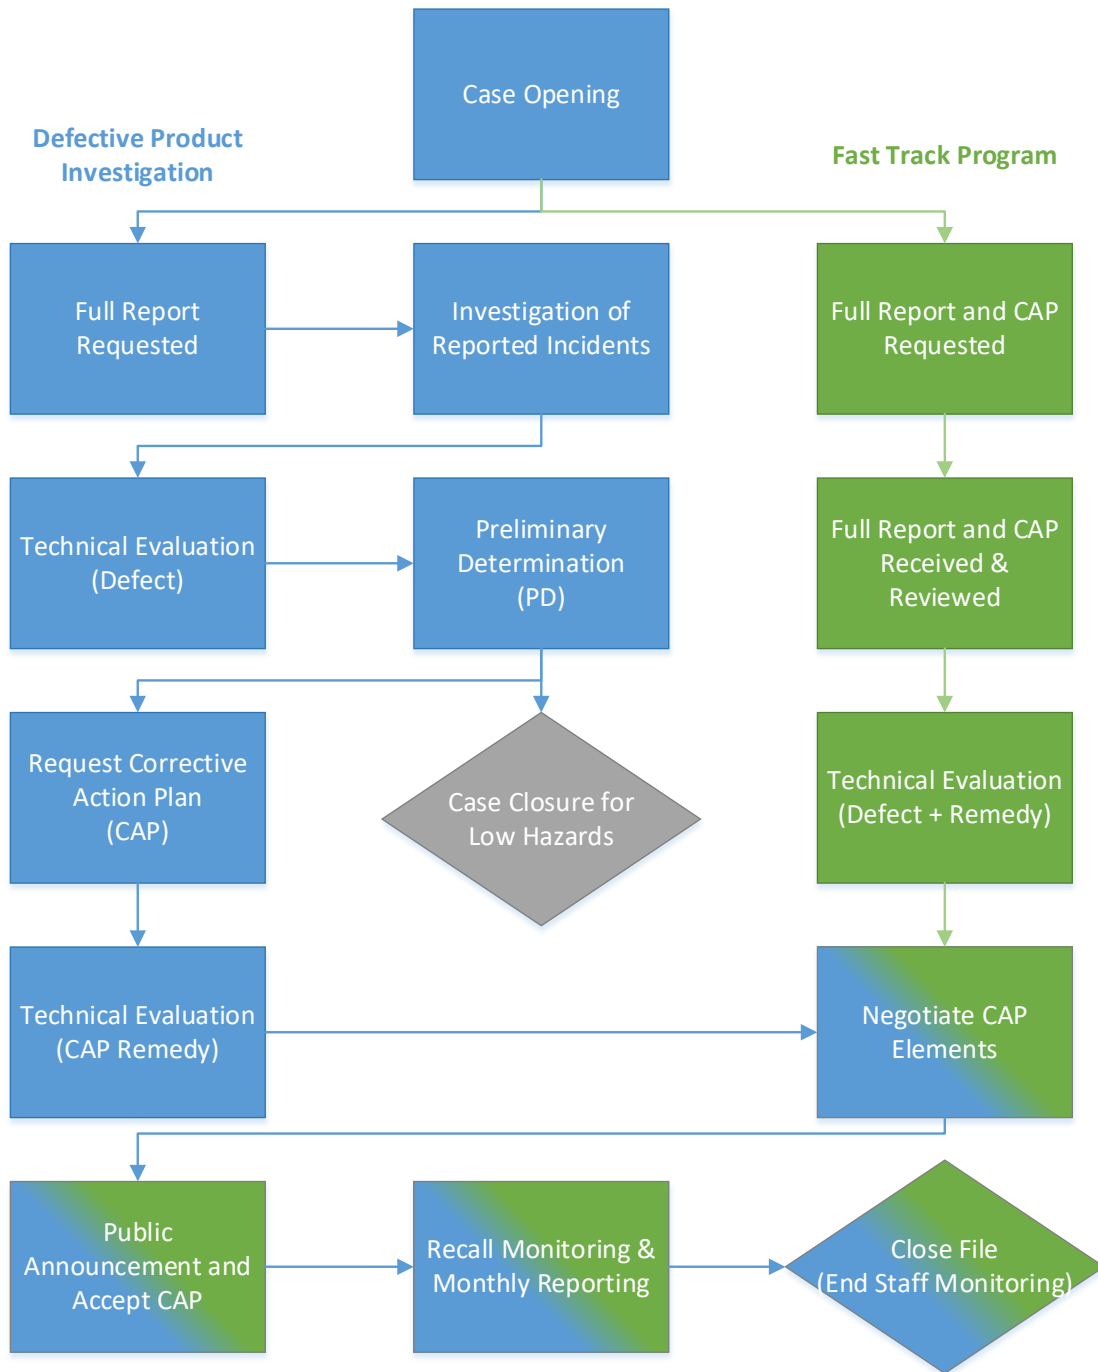 Case Opening
Defective Product
Investigation
Fast Track Program
Full Report
Requested
Investigation of
Reported Incidents
Full Report and CAP
Requested
Technical Evaluation
(Defect)
Preliminary
Determination
(PD)
Full Report and CAP
Received &
Reviewed
Request Corrective
Action Plan
(CAP)
Case Closure for
Low Hazards
Technical Evaluation
(Defect + Remedy)
Technical Evaluation
(CAP Remedy)
Negotiate CAP
Elements
Public
Announcement and
Accept CAP
Recall Monitoring &
Monthly Reporting
Close File
(End Staff Monitoring)